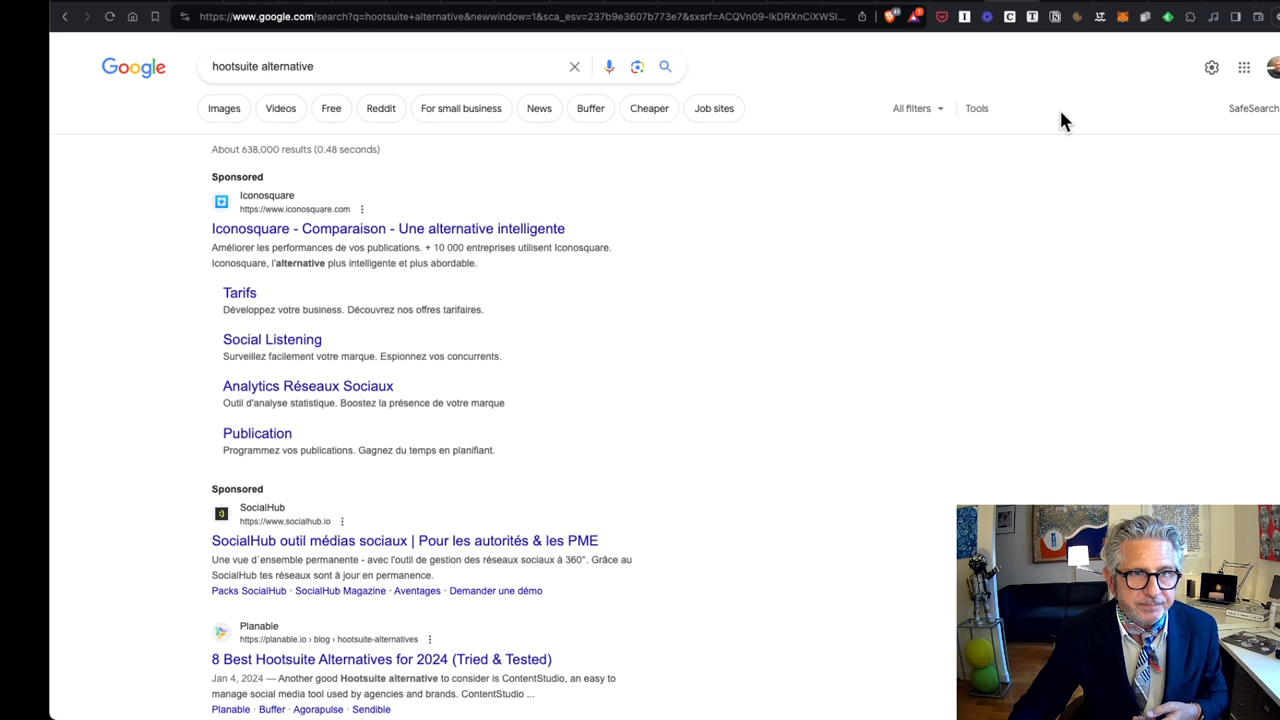 https://www.google.com/search?q=hootsuite+alternative&newwindow=1&sca_esv=237b9e3607b773e7&sxsrf=
Google
hootsuite alternative
Images
Videos
Free
Reddit
For small business
News
Buffer
Cheaper
Job sites
All filters
Tools
SafeSearch
About 638,000 results (0.48 seconds)
Sponsored
Iconosquare
https://www.iconosquare.com
Iconosquare - Comparaison - Une alternative intelligente
Améliorer les performances de vos publications. + 10 000 entreprises utilisent Iconosquare.
Iconosquare, l'alternative plus intelligente et plus abordable.
Tarifs
Développez votre business. Découvrez nos offres tarifaires.
Social Listening
Surveillez facilement votre marque. Espionnez vos concurrents.
Analytics Réseaux Sociaux
Outil d'analyse statistique. Boostez la présence de votre marque
Publication
Programmez vos publications. Gagnez du temps en planifiant.
Sponsored
SocialHub
https://www.socialhub.io
SocialHub outil médias sociaux | Pour les autorités & les PME
Une vue d´ensemble permanente - avec l'outil de gestion des réseaux sociaux à 360°. Grâce au
SocialHub tes réseaux sont à jour en permanence.
Packs SocialHub · SocialHub Magazine · Aventages · Demander une démo
Planable
https://planable.io › blog › hootsuite-alternatives
8 Best Hootsuite Alternatives for 2024 (Tried & Tested)
Jan 4, 2024 — Another good Hootsuite alternative to consider is ContentStudio, an easy to
manage social media tool used by agencies and brands. ContentStudio ...
Planable · Buffer · Agorapulse · Sendible